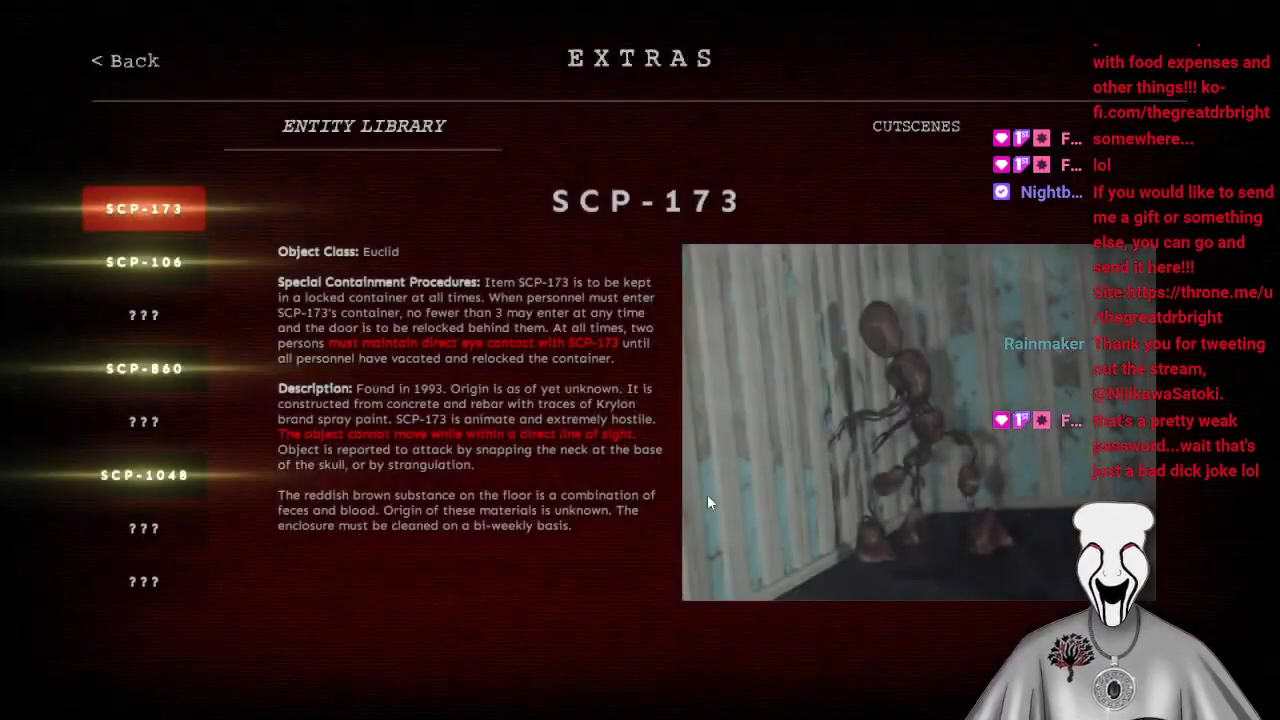 < Back
EXTRAS
ENTITY LIBRARY
CUTSCENES
SCP-173
SCP-106
???
SCP-860
???
SCP-1048
???
???
SCP-173
Object Class: Euclid
Special Containment Procedures: Item SCP-173 is to be kept
in a locked container at all times. When personnel must enter
SCP-173's container, no fewer than 3 may enter at any time
and the door is to be relocked behind them. At all times, two
persons must maintain direct eye contact with SCP-173 until
all personnel have vacated and relocked the container.
Description: Found in 1993. Origin is as of yet unknown. It is
constructed from concrete and rebar with traces of Krylon
brand spray paint. SCP-173 is animate and extremely hostile.
The object cannot move while within a direct line of sight.
Object is reported to attack by snapping the neck at the base
of the skull, or by strangulation.
The reddish brown substance on the floor is a combination of
feces and blood. Origin of these materials is unknown. The
enclosure must be cleaned on a bi-weekly basis.
with food expenses and
other things!!! ko-
fi.com/thegreatdrbright
F... somewhere...
F... lol
Nightb... If you would like to send
me a gift or something
else, you can go and
send it here!!!
Site:https://throne.me/u
/thegreatdrbright
Rainmaker Thank you for tweeting
out the stream,
@NijikawaSatoki.
F... that's a pretty weak
password...wait that's
just a bad dick joke lol